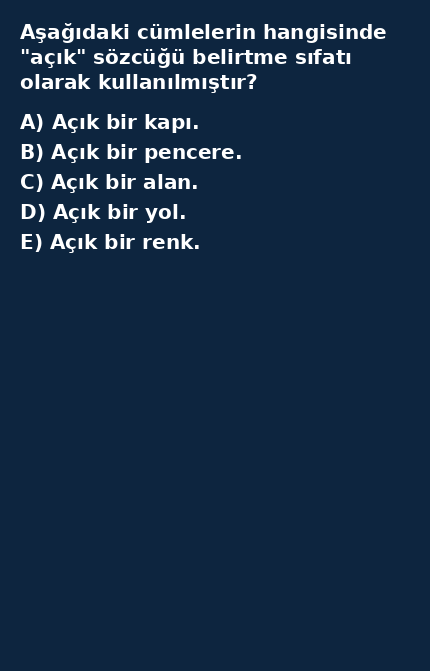 Aşağıdaki cümlelerin hangisinde
"açık" sözcüğü belirtme sıfatı
olarak kullanılmıştır?
A) Açık bir kapı.
B) Açık bir pencere.
C) Açık bir alan.
D) Açık bir yol.
E) Açık bir renk.